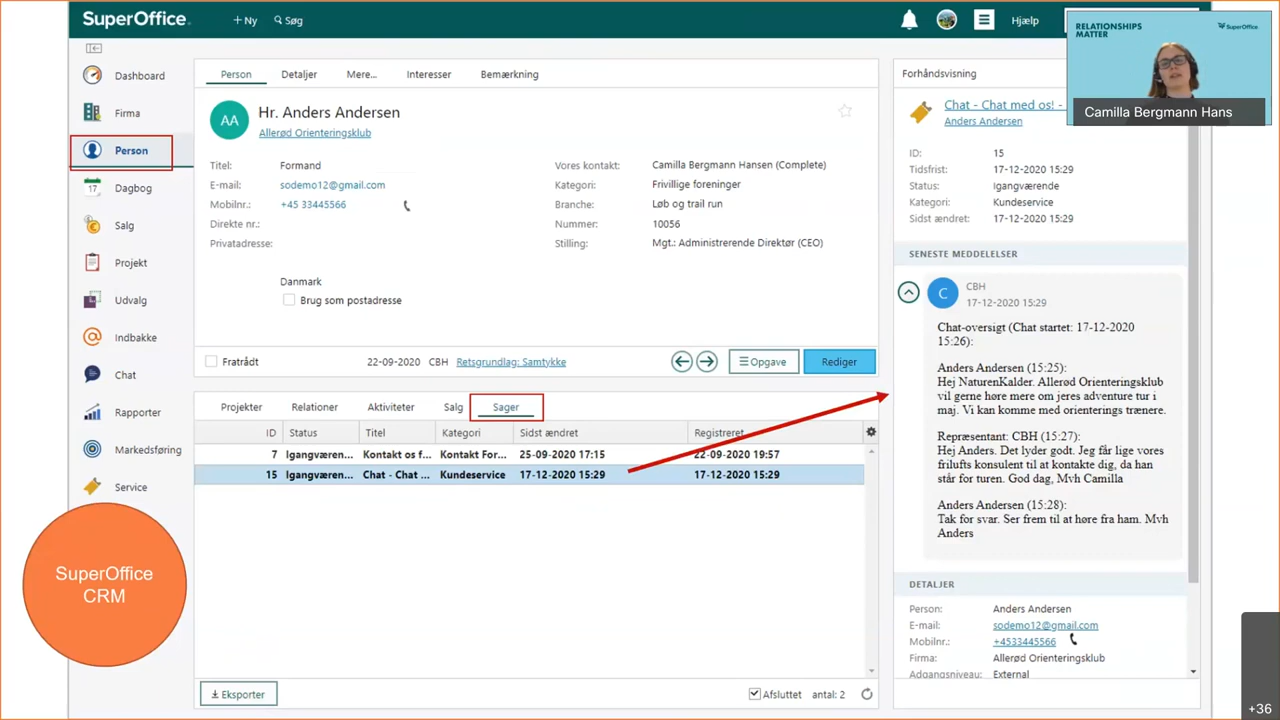 SuperOffice.
+ Ny
Søg
Hjælp
RELATIONSHIPS
MATTER
SuperOffice
Camilla Bergmann Hans
Dashboard
Firma
Person
17
Dagbog
Salg
Projekt
Udvalg
Indbakke
Chat
Rapporter
Markedsføring
Service
SuperOffice
CRM
Person
Detaljer
Mere...
Interesser
Bemærkning
AA
Hr. Anders Andersen
Allerød Orienteringsklub
Titel: Formand
E-mail: sodemo12@gmail.com
Mobilnr.: +45 33445566
Direkte nr.:
Privatadresse:
Danmark
Brug som postadresse
Vores kontakt: Camilla Bergmann Hansen (Complete)
Kategori: Frivillige foreninger
Branche: Løb og trail run
Nummer: 10056
Stilling: Mgt.: Administrerende Direktør (CEO)
Fratrådt
22-09-2020 CBH Retsgrundlag: Samtykke
Opgave
Rediger
Projekter
Relationer
Aktiviteter
Salg
Sager
ID Status Titel Kategori Sidst ændret Registreret
7 Igangværen... Kontakt os f... Kontakt For... 25-09-2020 17:15 22-09-2020 19:57
15 Igangværen... Chat - Chat ... Kundeservice 17-12-2020 15:29 17-12-2020 15:29
Eksporter
Afsluttet antal: 2
Forhåndsvisning
Chat - Chat med os! -
Anders Andersen
ID: 15
Tidsfrist: 17-12-2020 15:29
Status: Igangværende
Kategori: Kundeservice
Sidst ændret: 17-12-2020 15:29
SENESTE MEDDELELSER
C
CBH
17-12-2020 15:29
Chat-oversigt (Chat startet: 17-12-2020
15:26):
Anders Andersen (15:25):
Hej NaturenKalder. Allerød Orienteringsklub
vil gerne høre mere om jeres adventure tur i
maj. Vi kan komme med orienterings trænere.
Repræsentant: CBH (15:27):
Hej Anders. Det lyder godt. Jeg får lige vores
frilufts konsulent til at kontakte dig, da han
står for turen. God dag, Mvh Camilla
Anders Andersen (15:28):
Tak for svar. Ser frem til at høre fra ham. Mvh
Anders
DETALJER
Person: Anders Andersen
E-mail: sodemo12@gmail.com
Mobilnr.: +4533445566
Firma: Allerød Orienteringsklub
Adgangsniveau: External
+36